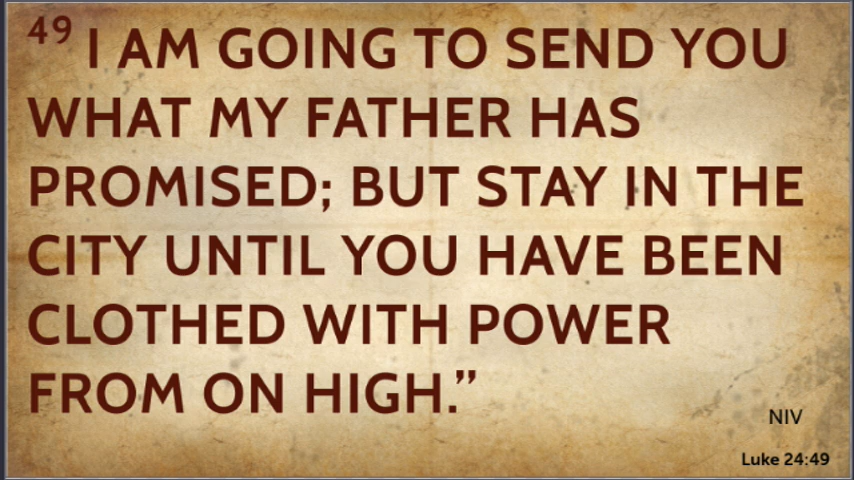 49 I AM GOING TO SEND YOU
WHAT MY FATHER HAS
PROMISED; BUT STAY IN THE
CITY UNTIL YOU HAVE BEEN
CLOTHED WITH POWER
FROM ON HIGH.”
NIV
Luke 24:49